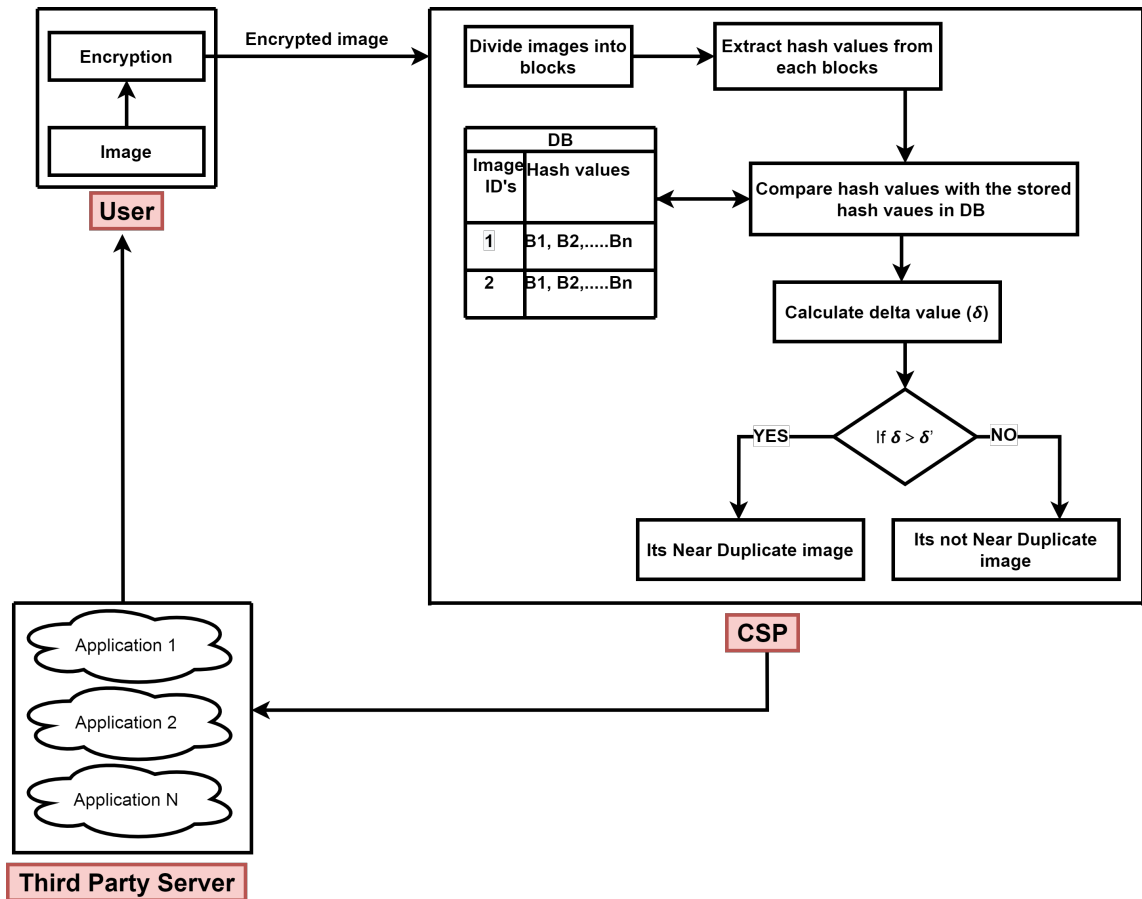 Encryption
Image
User
Encrypted image
Divide images into
blocks
Extract hash values from
each blocks
DB
Image
ID's
Hash values
1
B1, B2,.....Bn
2
B1, B2,.....Bn
Compare hash values with the stored
hash vaues in DB
Calculate delta value (δ)
If δ > δ'
YES
NO
Its Near Duplicate image
Its not Near Duplicate
image
CSP
Application 1
Application 2
Application N
Third Party Server